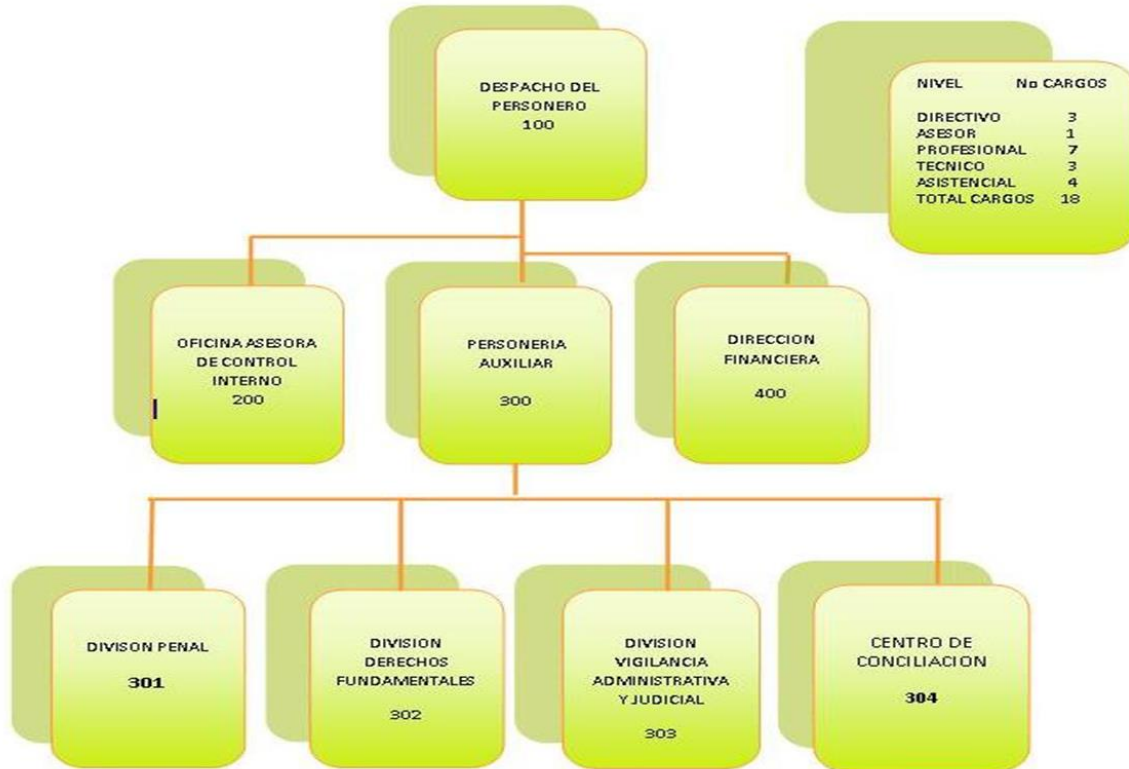 DESPACHO DEL
PERSONERO
100
NIVEL No CARGOS
DIRECTIVO 3
ASESOR 1
PROFESIONAL 7
TECNICO 3
ASISTENCIAL 4
TOTAL CARGOS 18
OFICINA ASESORA
DE CONTROL
INTERNO
200
PERSONERIA
AUXILIAR
300
DIRECCION
FINANCIERA
400
DIVISON PENAL
301
DIVISION
DERECHOS
FUNDAMENTALES
302
DIVISION
VIGILANCIA
ADMINISTRATIVA
Y JUDICIAL
303
CENTRO DE
CONCILIACION
304